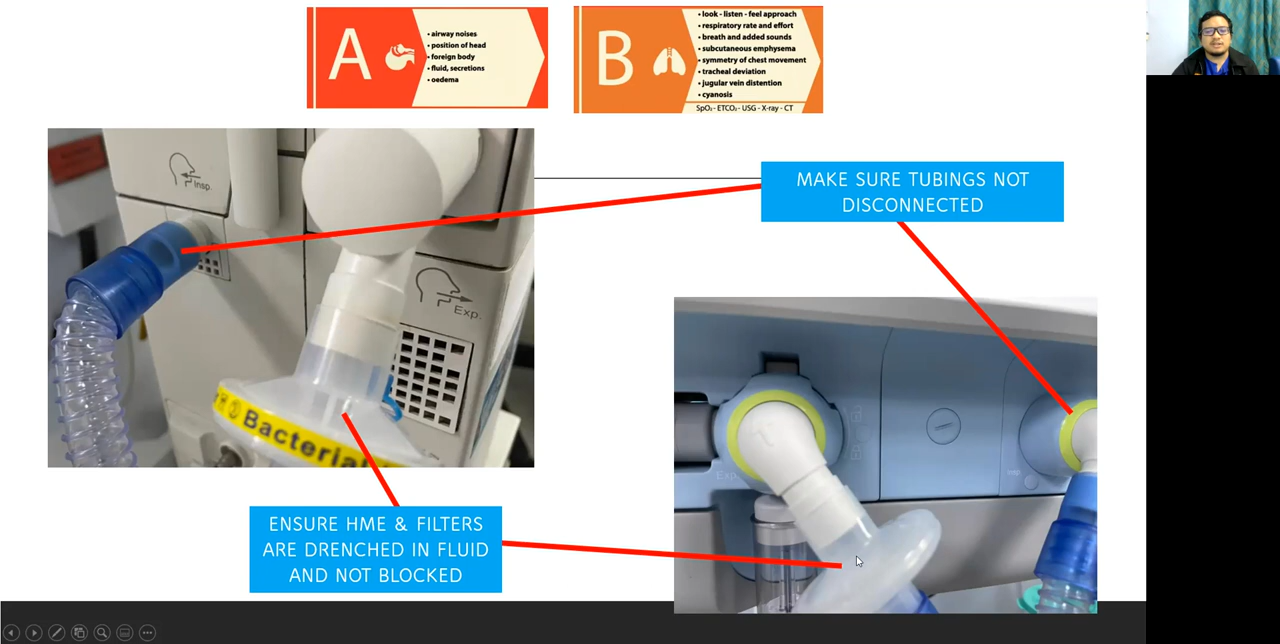 A
• airway noises
• position of head
• foreign body
• fluid, secretions
• oedema
B
• look - listen - feel approach
• respiratory rate and effort
• breath and added sounds
• subcutaneous emphysema
• symmetry of chest movement
• tracheal deviation
• jugular vein distention
• cyanosis
SpO₂ - ETCO₂ - USG - X-ray - CT
Insp.
Exp.
Bacterial
MAKE SURE TUBINGS NOT
DISCONNECTED
Exp
Insp
ENSURE HME & FILTERS
ARE DRENCHED IN FLUID
AND NOT BLOCKED